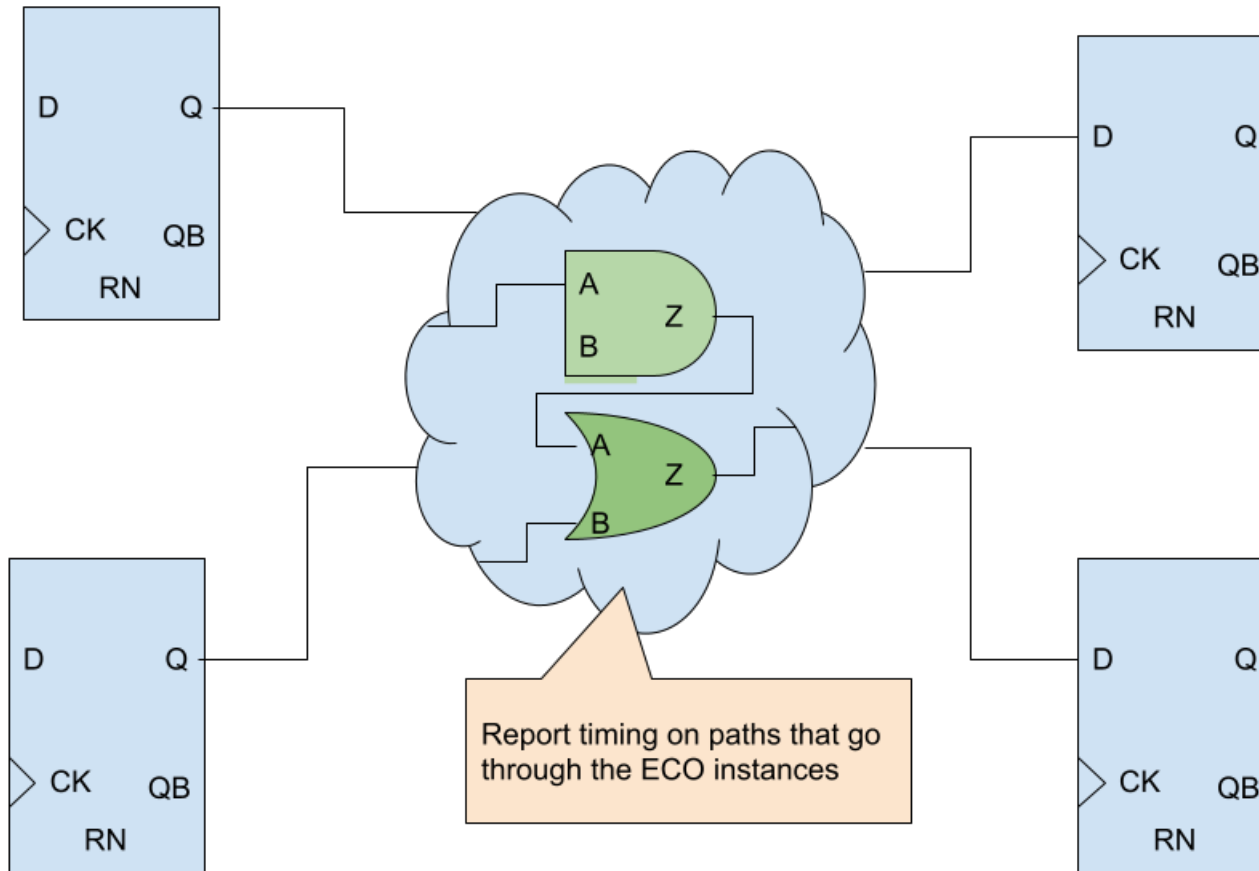 D Q
CK QB
RN
D Q
CK QB
RN
A
Z
B
A
Z
B
D Q
CK QB
RN
D Q
CK QB
RN
Report timing on paths that go
through the ECO instances